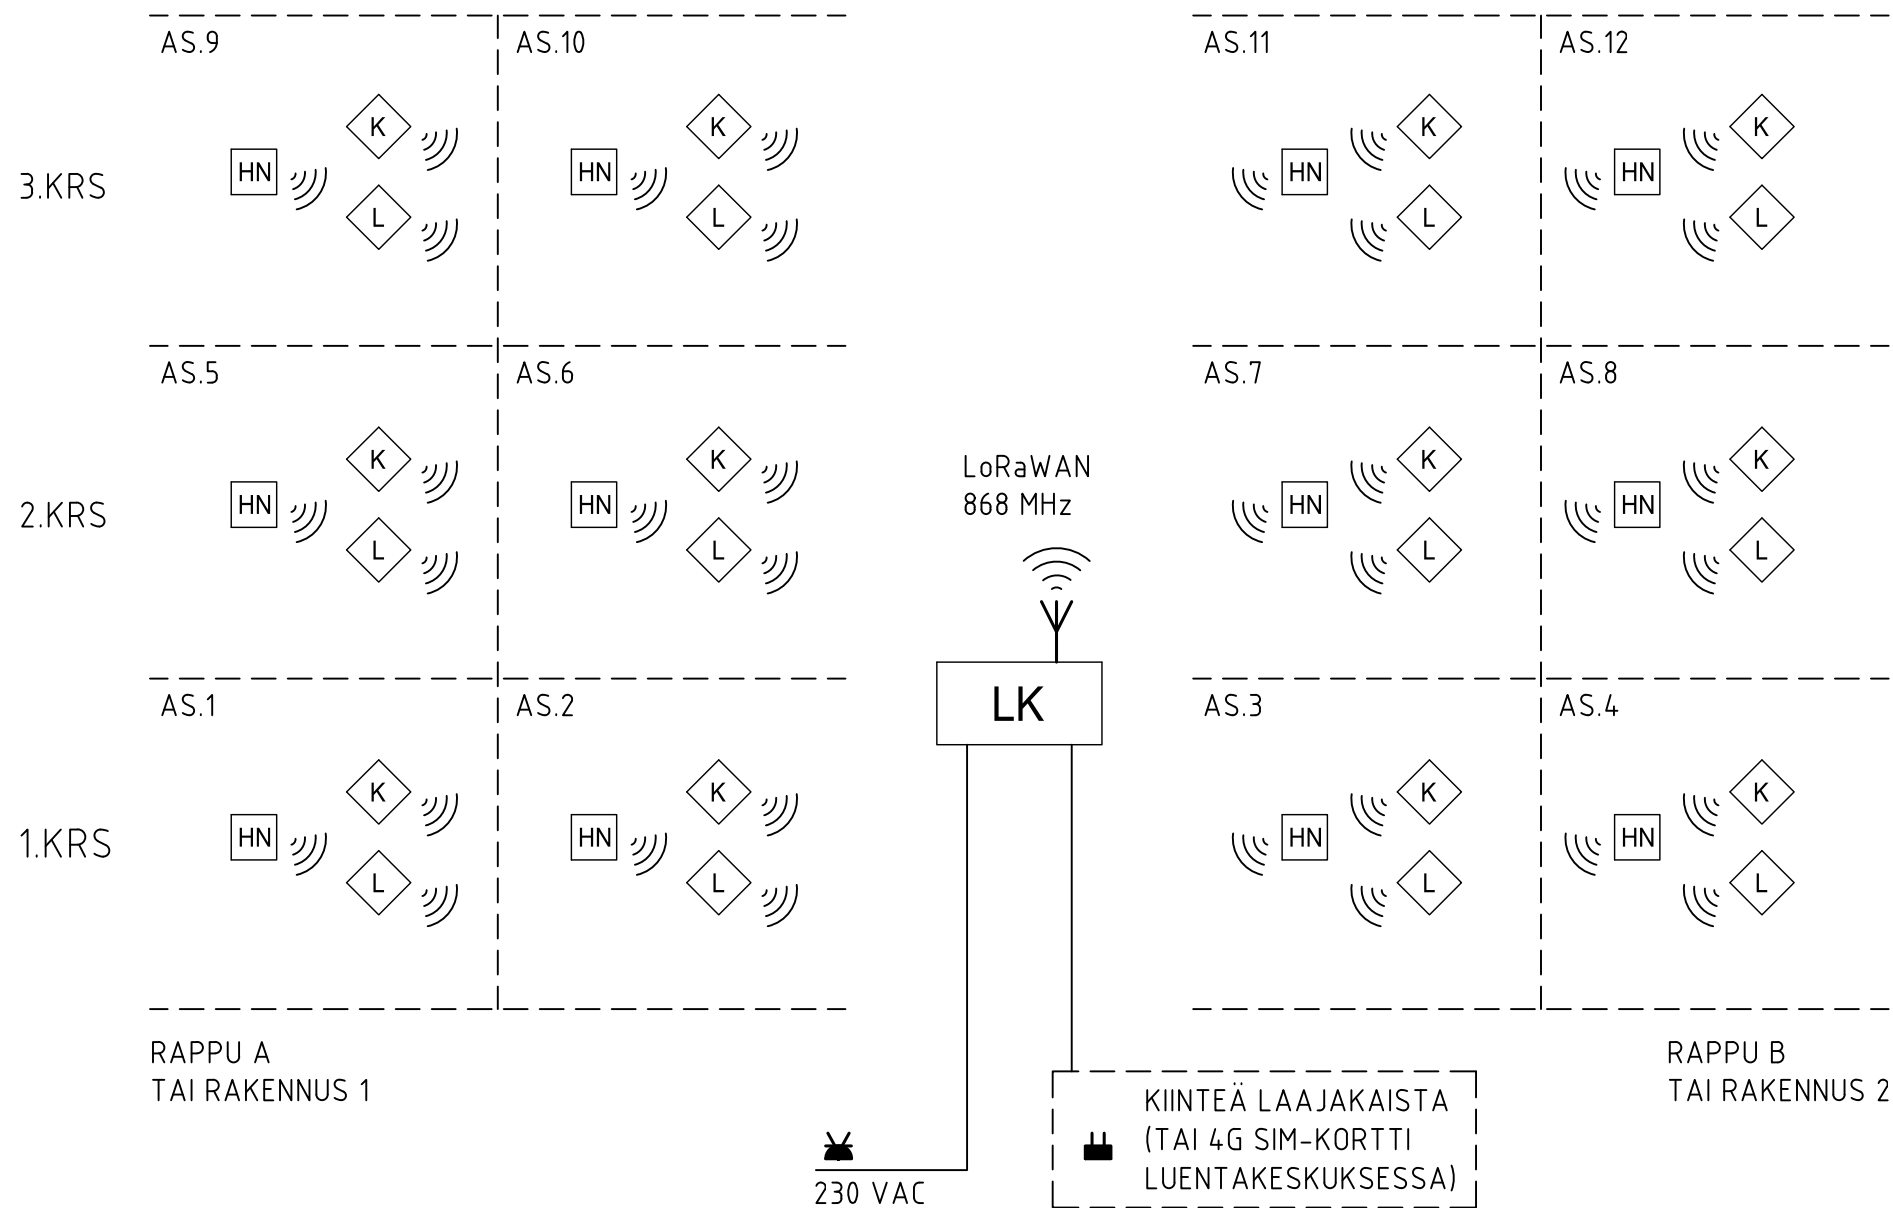 AS.9
AS.10
AS.11
AS.12
K
K
K
K
3.KRS
HN
HN
HN
HN
L
L
L
L
AS.5
AS.6
AS.7
AS.8
K
K
K
K
LoRaWAN
868 MHz
2.KRS
HN
HN
HN
HN
L
L
L
L
AS.1
AS.2
LK
AS.3
AS.4
K
K
K
K
1.KRS
HN
HN
HN
HN
L
L
L
L
RAPPU A
TAI RAKENNUS 1
RAPPU B
TAI RAKENNUS 2
230 VAC
KIINTEÄ LAAJAKAISTA
(TAI 4G SIM-KORTTI
LUENTAKESKUKSESSA)